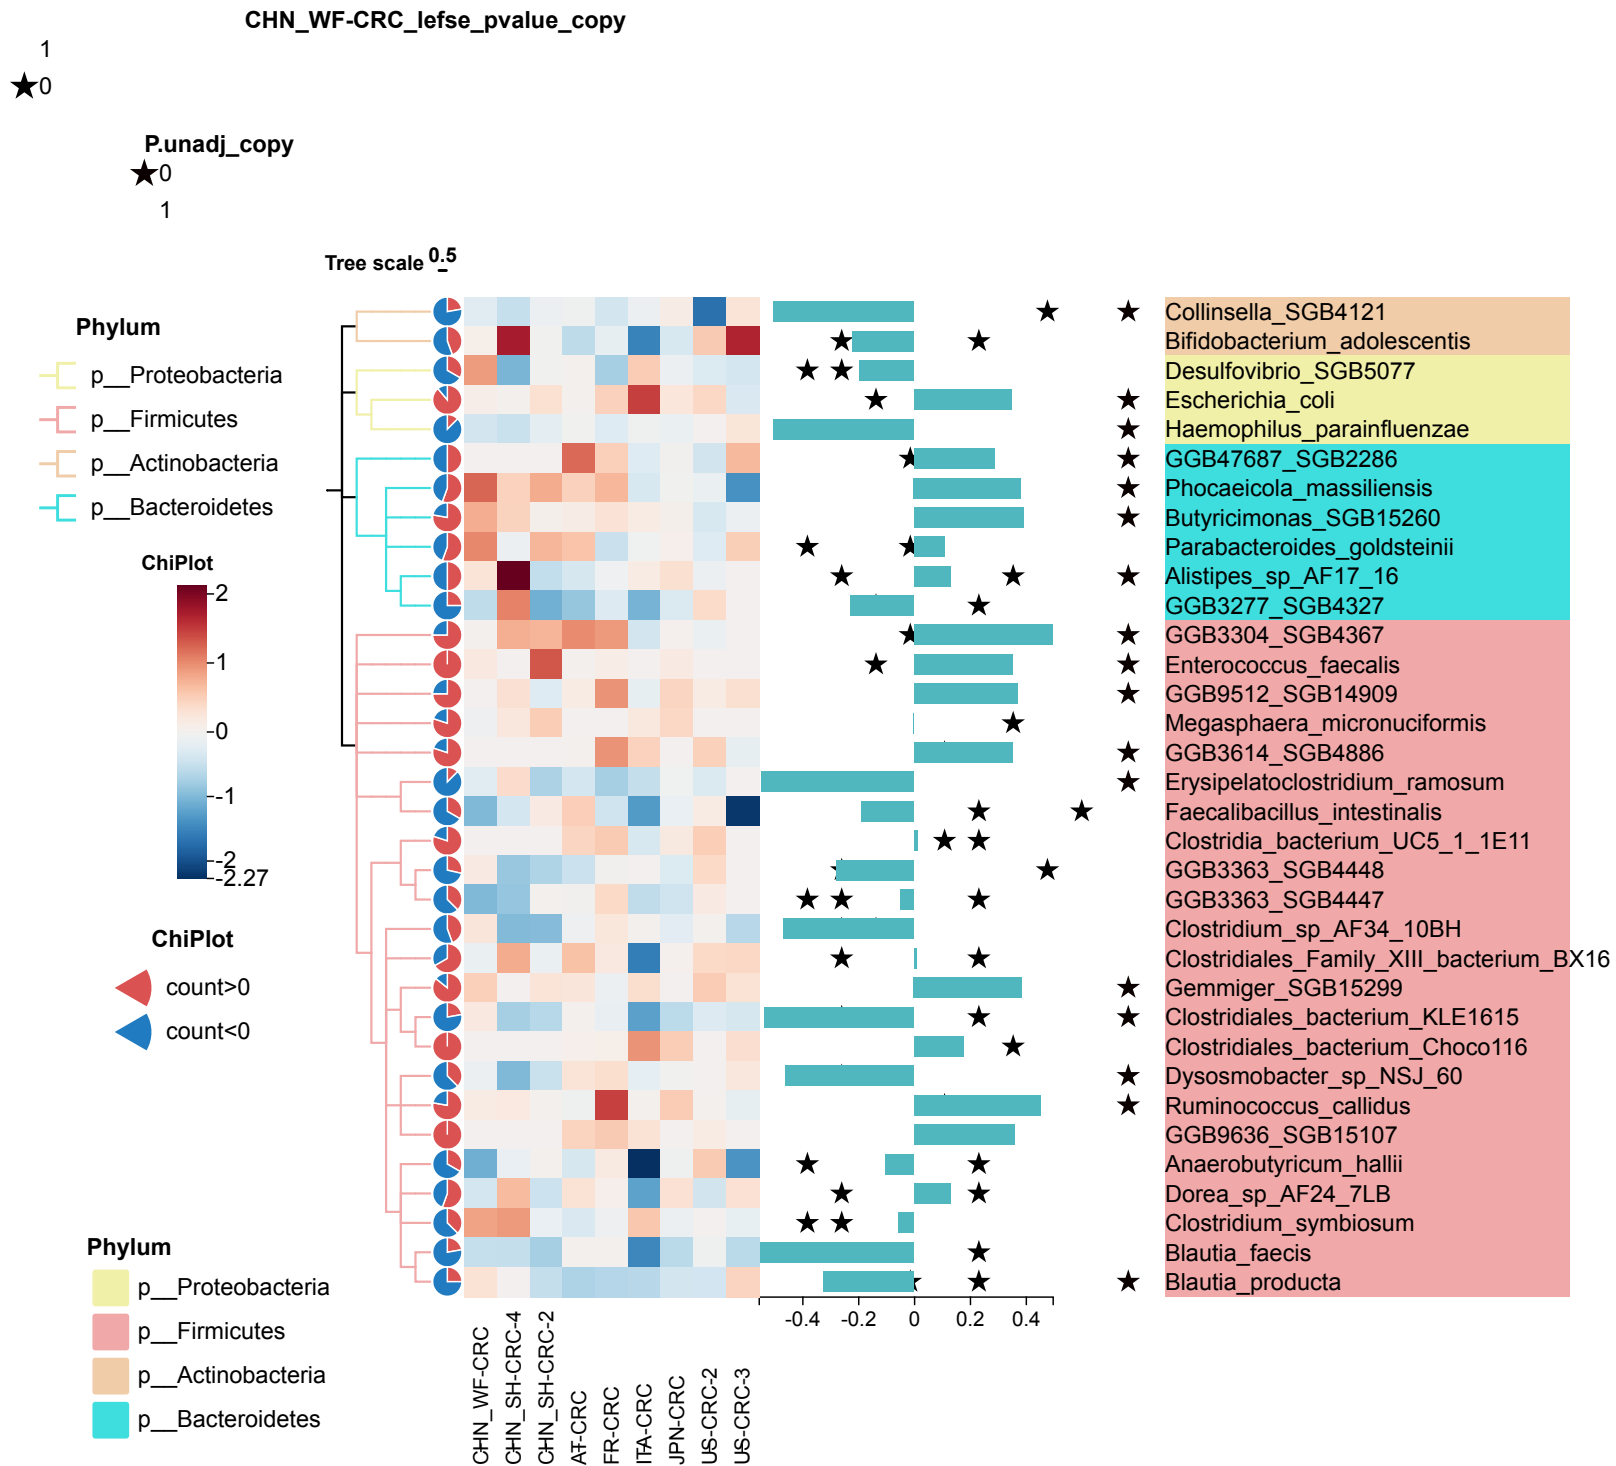 CHN_WF-CRC_lefse_pvalue_copy
1
0
P.unadj_copy
0
1
Tree scale 0.5
Phylum
p__Proteobacteria
p__Firmicutes
p__Actinobacteria
p__Bacteroidetes
ChiPlot
2
1
0
-1
-2
-2.27
ChiPlot
count>0
count<0
Phylum
p__Proteobacteria
p__Firmicutes
p__Actinobacteria
p__Bacteroidetes
Collinsella_SGB4121
Bifidobacterium_adolescentis
Desulfovibrio_SGB5077
Escherichia_coli
Haemophilus_parainfluenzae
GGB47687_SGB2286
Phocaeicola_massiliensis
Butyricimonas_SGB15260
Parabacteroides_goldsteinii
Alistipes_sp_AF17_16
GGB3277_SGB4327
GGB3304_SGB4367
Enterococcus_faecalis
GGB9512_SGB14909
Megasphaera_micronuciformis
GGB3614_SGB4886
Erysipelatoclostridium_ramosum
Faecalibacillus_intestinalis
Clostridia_bacterium_UC5_1_1E11
GGB3363_SGB4448
GGB3363_SGB4447
Clostridium_sp_AF34_10BH
Clostridiales_Family_XIII_bacterium_BX16
Gemmiger_SGB15299
Clostridiales_bacterium_KLE1615
Clostridiales_bacterium_Choco116
Dysosmobacter_sp_NSJ_60
Ruminococcus_callidus
GGB9636_SGB15107
Anaerobutyricum_hallii
Dorea_sp_AF24_7LB
Clostridium_symbiosum
Blautia_faecis
Blautia_producta
-0.4 -0.2 0 0.2 0.4
CHN_WF-CRC
CHN_SH-CRC-4
CHN_SH-CRC-2
AT-CRC
FR-CRC
ITA-CRC
JPN-CRC
US-CRC-2
US-CRC-3